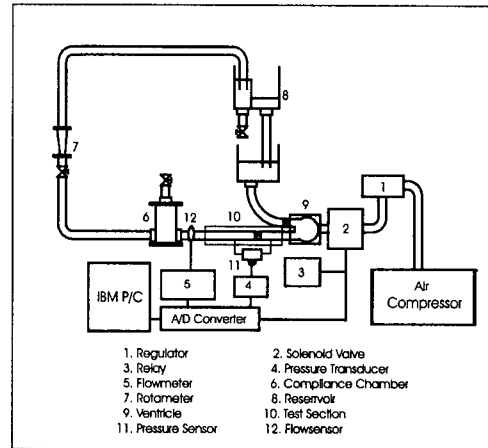 8
7
1
9
6
12
10
2
11
3
5
4
IBM P/C
A/D Converter
Air
Compressor
1. Regulator
2. Solenoid Valve
3. Relay
4. Pressure Transducer
5. Flowmeter
6. Compliance Chamber
7. Rotameter
8. Reservoir
9. Ventricle
10. Test Section
11. Pressure Sensor
12. Flowsensor